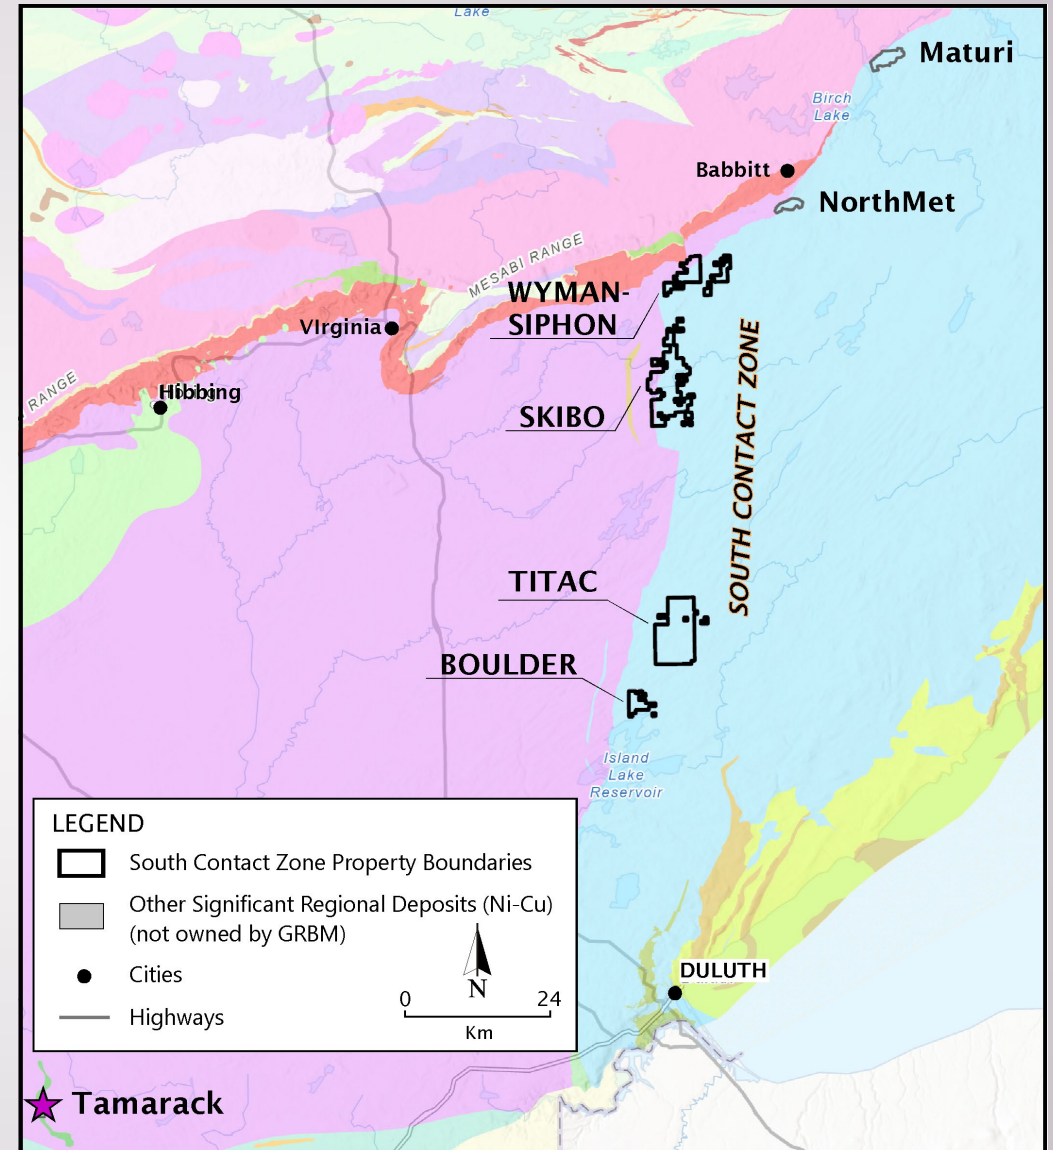 Lake
Maturi
Birch
Lake
Babbitt
NorthMet
MESABI RANGE
WYMAN-
SIPHON
VIrginia
SOUTH CONTACT ZONE
RANGE
Hibbing
SKIBO
TITAC
BOULDER
Island
Lake
Reservoir
LEGEND
South Contact Zone Property Boundaries
Other Significant Regional Deposits (Ni-Cu)
(not owned by GRBM)
Cities
Highways
N
0 24
Km
DULUTH
Tamarack